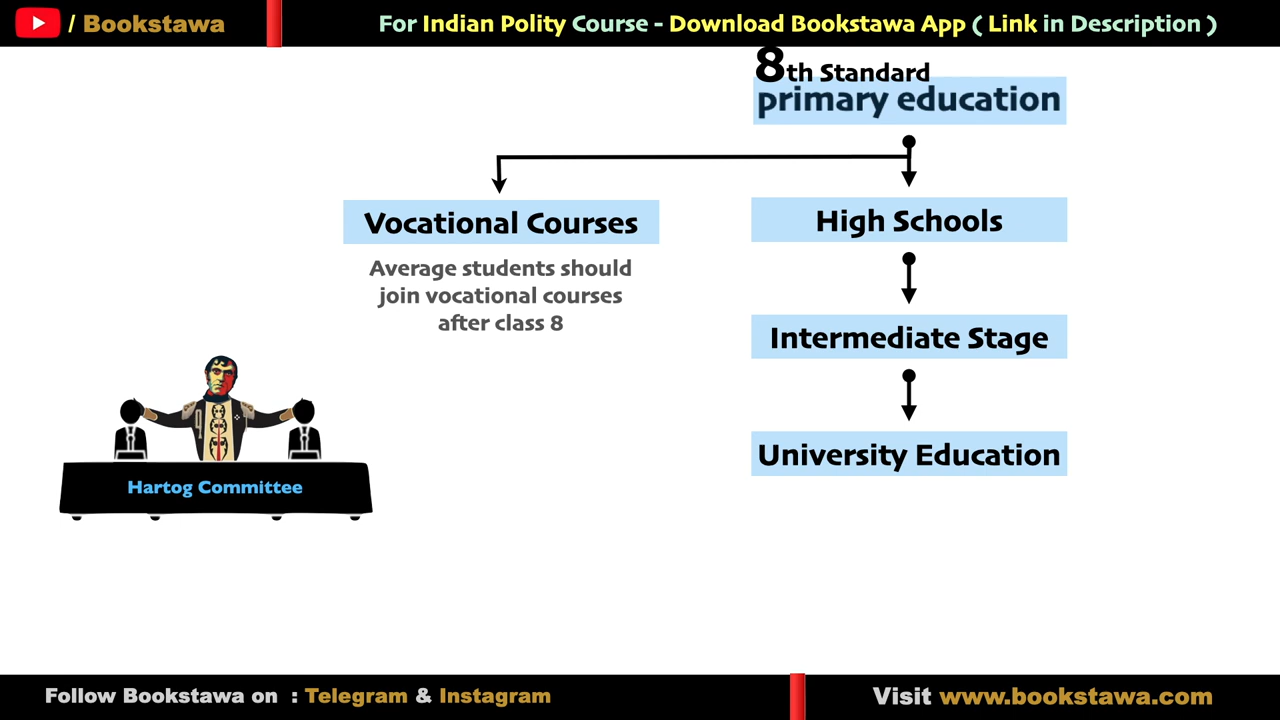 / Bookstawa
For Indian Polity Course - Download Bookstawa App ( Link in Description )
8th Standard
primary education
Vocational Courses
High Schools
Average students should
join vocational courses
after class 8
Intermediate Stage
University Education
Hartog Committee
Follow Bookstawa on : Telegram & Instagram
Visit www.bookstawa.com